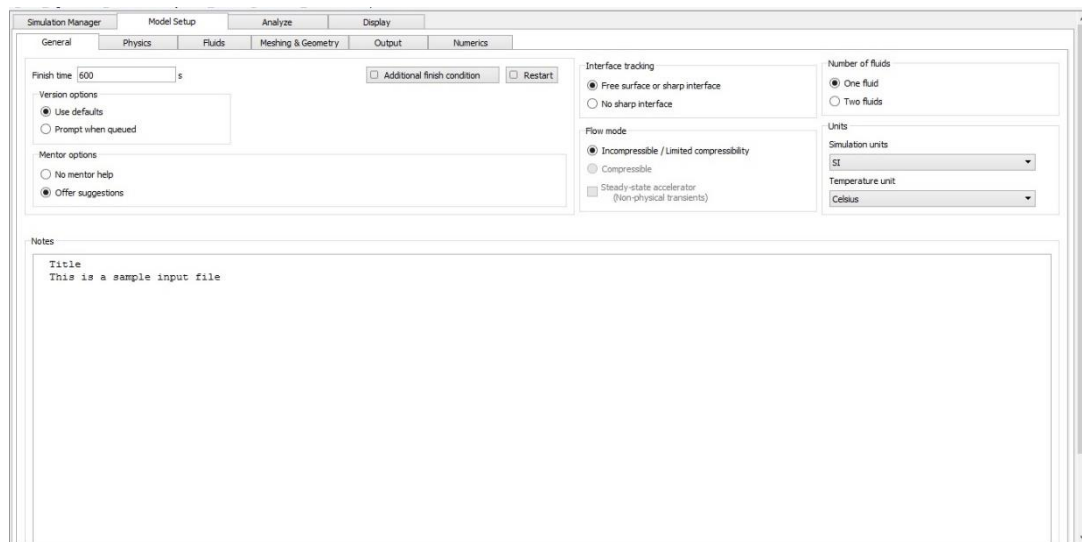 Simulation Manager Model Setup Analyze Display
General Physics Fluids Meshing & Geometry Output Numerics
Finish time 600 s
Additional finish condition
Restart
Version options
Use defaults
Prompt when queued
Mentor options
No mentor help
Offer suggestions
Interface tracking
Free surface or sharp interface
No sharp interface
Flow mode
Incompressible / Limited compressibility
Compressible
Steady-state accelerator
(Non-physical transients)
Number of fluids
One fluid
Two fluids
Units
Simulation units
SI
Temperature unit
Celsius
Notes
Title
This is a sample input file